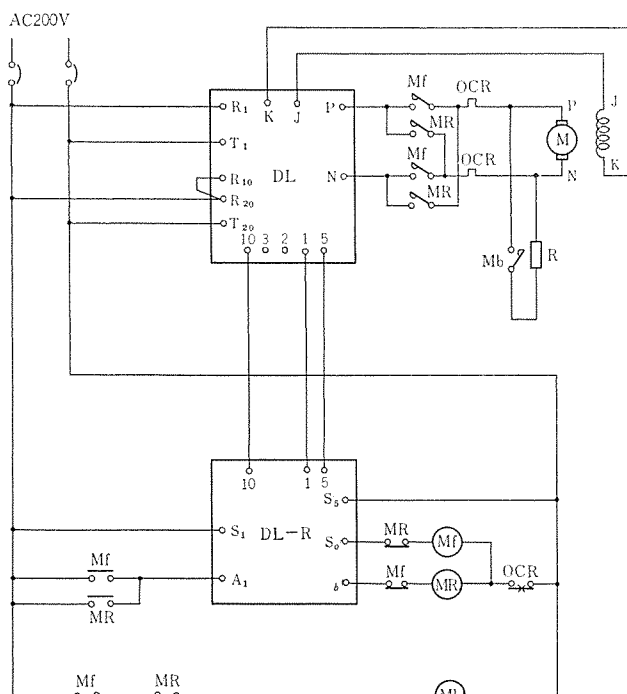 AC200V
R1 K J P Mf OCR P J
MR
T1 Mf OCR M
R10 DL N MR N K
R20
T20
10 3 2 1 5
Mb R
10 1 5
S5
S1 DL-R S0 MR Mf
Mf A1 b Mf MR OCR
MR
Mf MR